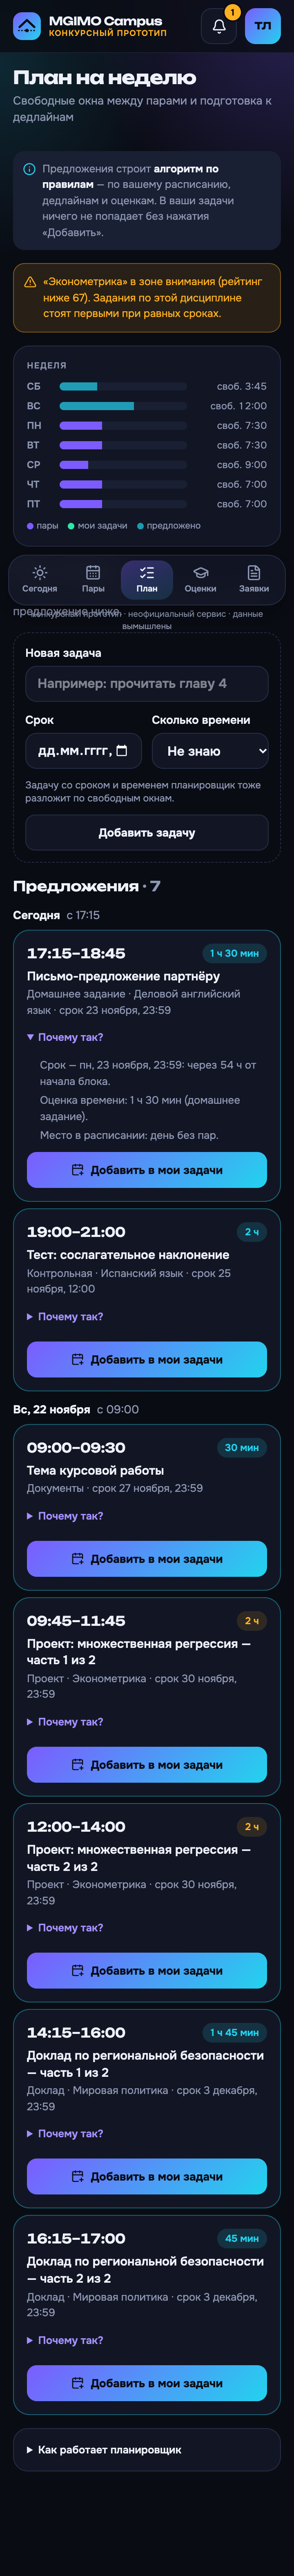 MGIMO Campus
КОНКУРСНЫЙ ПРОТОТИП
1
ТЛ
План на неделю
Свободные окна между парами и подготовка к
дедлайнам
Предложения строит алгоритм по
правилам — по вашему расписанию,
дедлайнам и оценкам. В ваши задачи
ничего не попадает без нажатия
«Добавить».
«Эконометрика» в зоне внимания (рейтинг
ниже 67). Задания по этой дисциплине
стоят первыми при равных сроках.
НЕДЕЛЯ
СБ своб. 3:45
ВС своб. 12:00
ПН своб. 7:30
ВТ своб. 7:30
СР своб. 9:00
ЧТ своб. 7:00
ПТ своб. 7:00
пары мои задачи предложено
Сегодня Пары План Оценки Заявки
предложение ниже.
конкурсный прототип · неофициальный сервис · данные
вымышлены
Новая задача
Например: прочитать главу 4
Срок Сколько времени
дд.мм.гггг, Не знаю
Задачу со сроком и временем планировщик тоже
разложит по свободным окнам.
Добавить задачу
Предложения · 7
Сегодня с 17:15
17:15–18:45 1 ч 30 мин
Письмо-предложение партнёру
Домашнее задание · Деловой английский
язык · срок 23 ноября, 23:59
Почему так?
Срок — пн, 23 ноября, 23:59: через 54 ч от
начала блока.
Оценка времени: 1 ч 30 мин (домашнее
задание).
Место в расписании: день без пар.
Добавить в мои задачи
19:00–21:00 2 ч
Тест: сослагательное наклонение
Контрольная · Испанский язык · срок 25
ноября, 12:00
Почему так?
Добавить в мои задачи
Вс, 22 ноября с 09:00
09:00–09:30 30 мин
Тема курсовой работы
Документы · срок 27 ноября, 23:59
Почему так?
Добавить в мои задачи
09:45–11:45 2 ч
Проект: множественная регрессия —
часть 1 из 2
Проект · Эконометрика · срок 30 ноября,
23:59
Почему так?
Добавить в мои задачи
12:00–14:00 2 ч
Проект: множественная регрессия —
часть 2 из 2
Проект · Эконометрика · срок 30 ноября,
23:59
Почему так?
Добавить в мои задачи
14:15–16:00 1 ч 45 мин
Доклад по региональной безопасности
— часть 1 из 2
Доклад · Мировая политика · срок 3 декабря,
23:59
Почему так?
Добавить в мои задачи
16:15–17:00 45 мин
Доклад по региональной безопасности
— часть 2 из 2
Доклад · Мировая политика · срок 3 декабря,
23:59
Почему так?
Добавить в мои задачи
Как работает планировщик